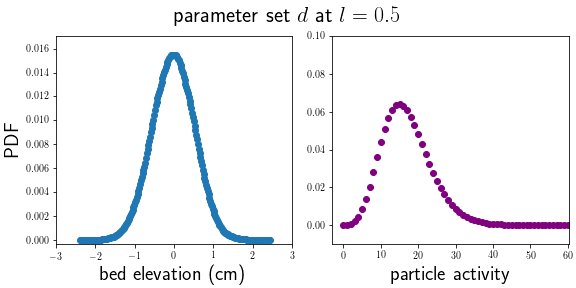 parameter set d at l = 0.5
PDF
0.016
0.014
0.012
0.010
0.008
0.006
0.004
0.002
0.000
−3 −2 −1 0 1 2 3
bed elevation (cm)
0.10
0.08
0.06
0.04
0.02
0.00
0 10 20 30 40 50 60
particle activity